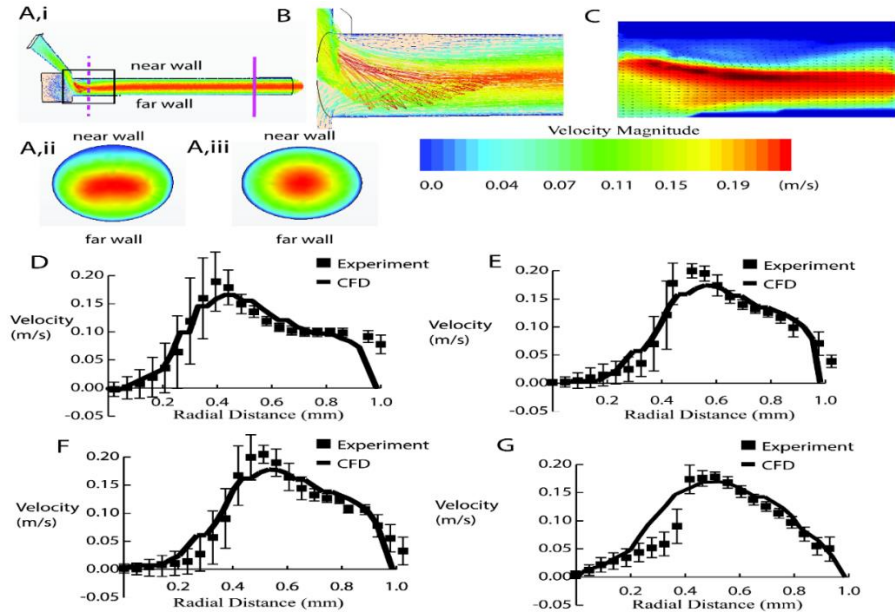 A,i
near wall
far wall
B
C
A,ii
near wall
far wall
A,iii
near wall
far wall
Velocity Magnitude
0.0 0.04 0.07 0.11 0.15 0.19 (m/s)
D
Experiment
CFD
Velocity
(m/s)
0.20
0.15
0.10
0.05
0.00
-0.05
0.2 0.4 0.6 0.8 1.0
Radial Distance (mm)
E
Experiment
CFD
Velocity
(m/s)
0.20
0.15
0.10
0.05
0.00
-0.05
0.2 0.4 0.6 0.8 1.0
Radial Distance (mm)
F
Experiment
CFD
Velocity
(m/s)
0.20
0.15
0.10
0.05
0.00
-0.05
0.2 0.4 0.6 0.8 1.0
Radial Distance (mm)
G
Experiment
CFD
Velocity
(m/s)
0.20
0.15
0.10
0.05
0.00
-0.05
0.2 0.4 0.6 0.8 1.0
Radial Distance (mm)